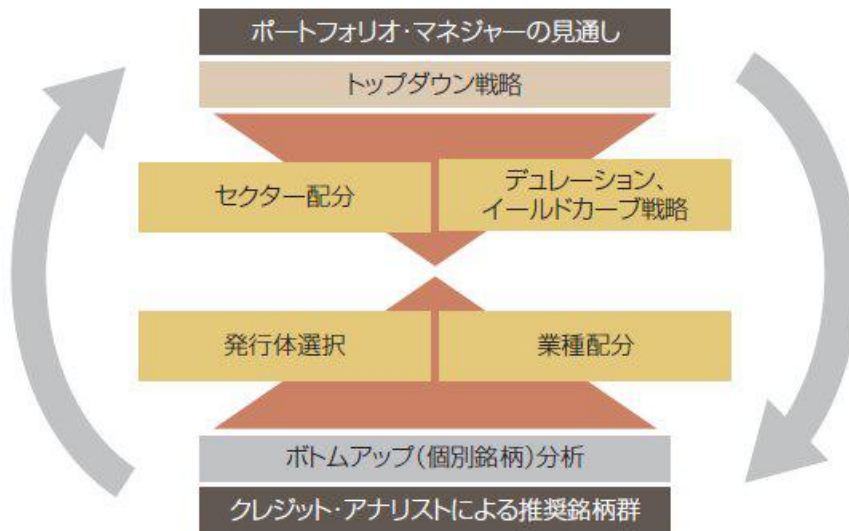 ポートフォリオ・マネジャーの見通し
トップダウン戦略
セクター配分
デュレーション、
イールドカーブ戦略
発行体選択
業種配分
ボトムアップ(個別銘柄)分析
クレジット・アナリストによる推奨銘柄群